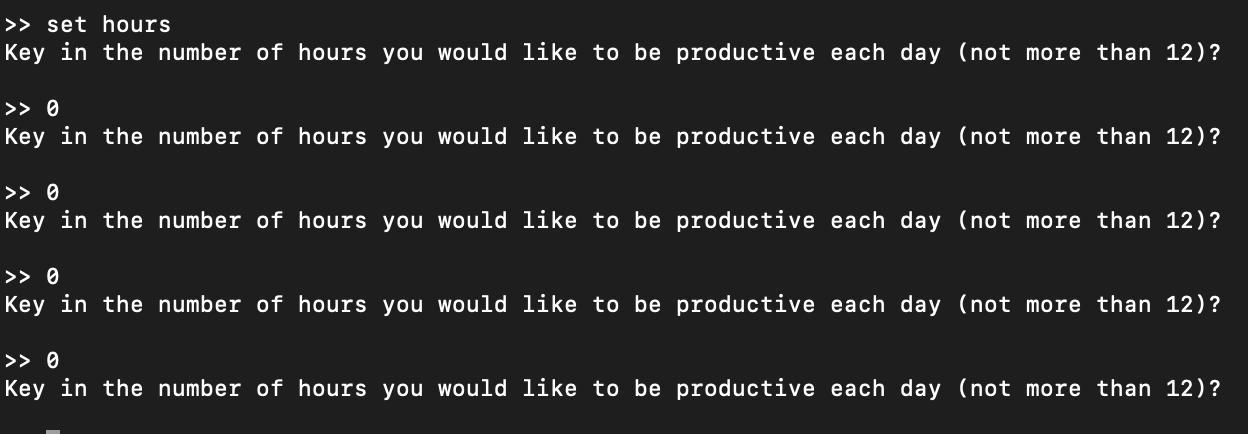 >> set hours
Key in the number of hours you would like to be productive each day (not more than 12)?
>> 0
Key in the number of hours you would like to be productive each day (not more than 12)?
>> 0
Key in the number of hours you would like to be productive each day (not more than 12)?
>> 0
Key in the number of hours you would like to be productive each day (not more than 12)?
>> 0
Key in the number of hours you would like to be productive each day (not more than 12)?